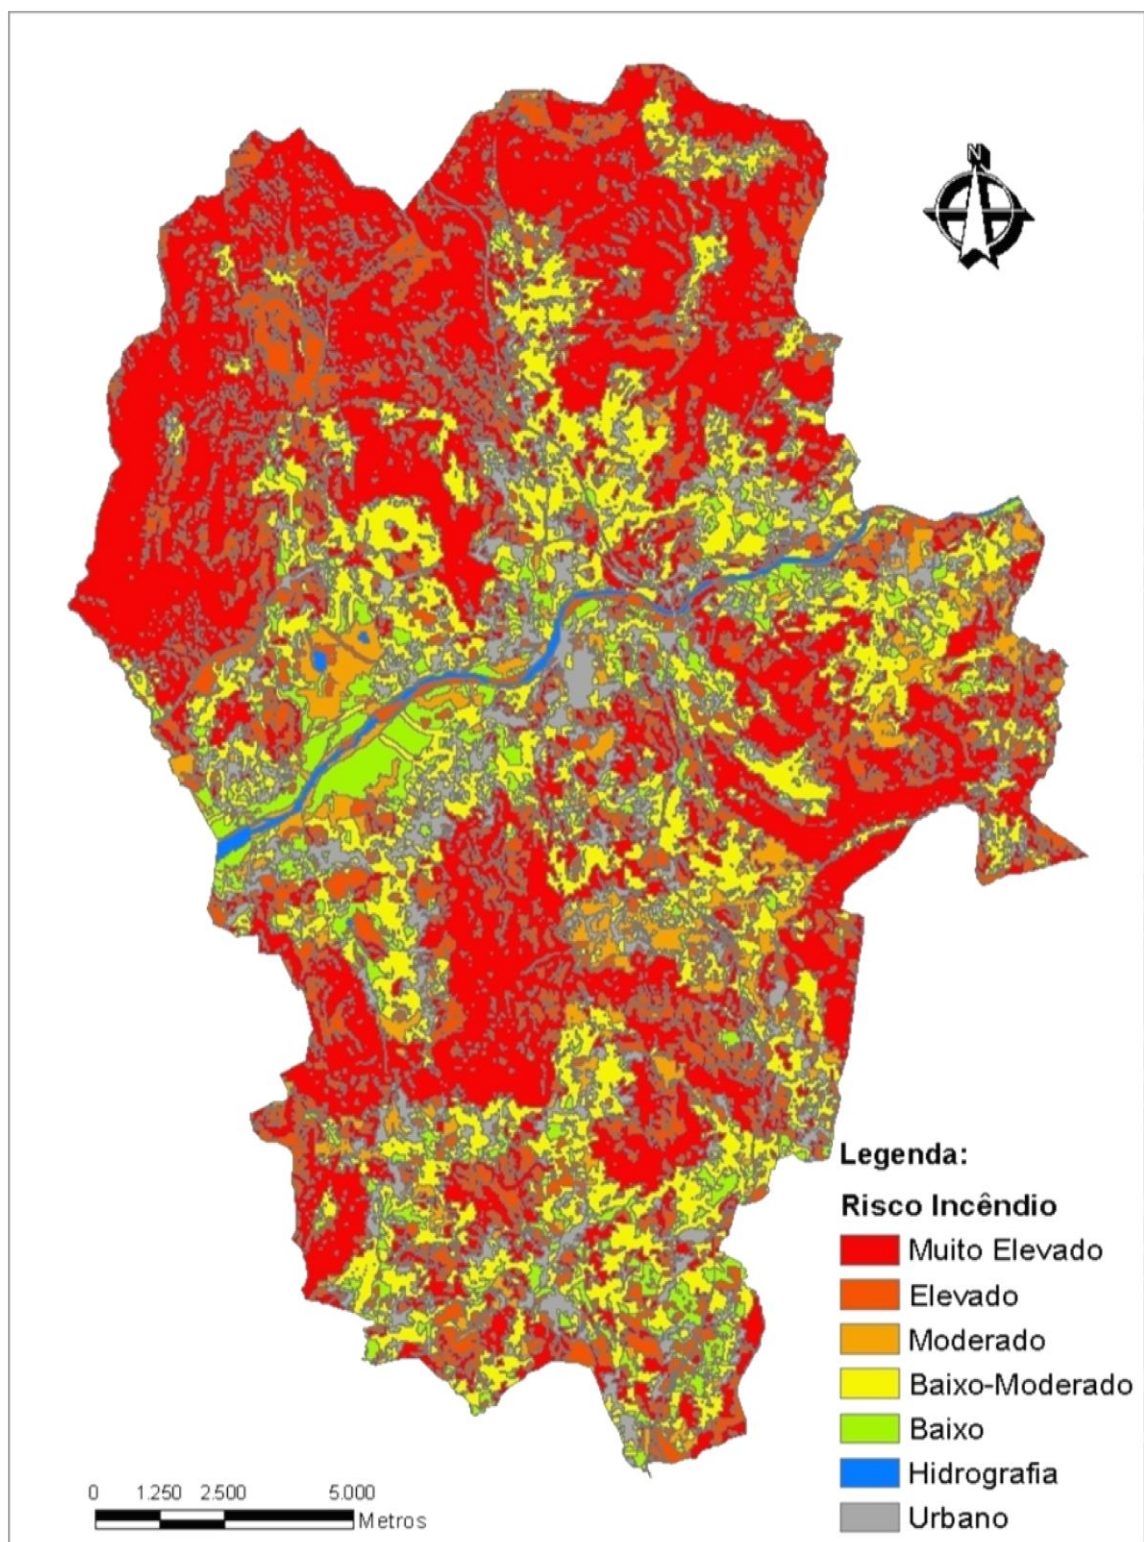 N
Legenda:
Risco Incêndio
Muito Elevado
Elevado
Moderado
Baixo-Moderado
Baixo
Hidrografia
Urbano
0 1.250 2.500 5.000
Metros